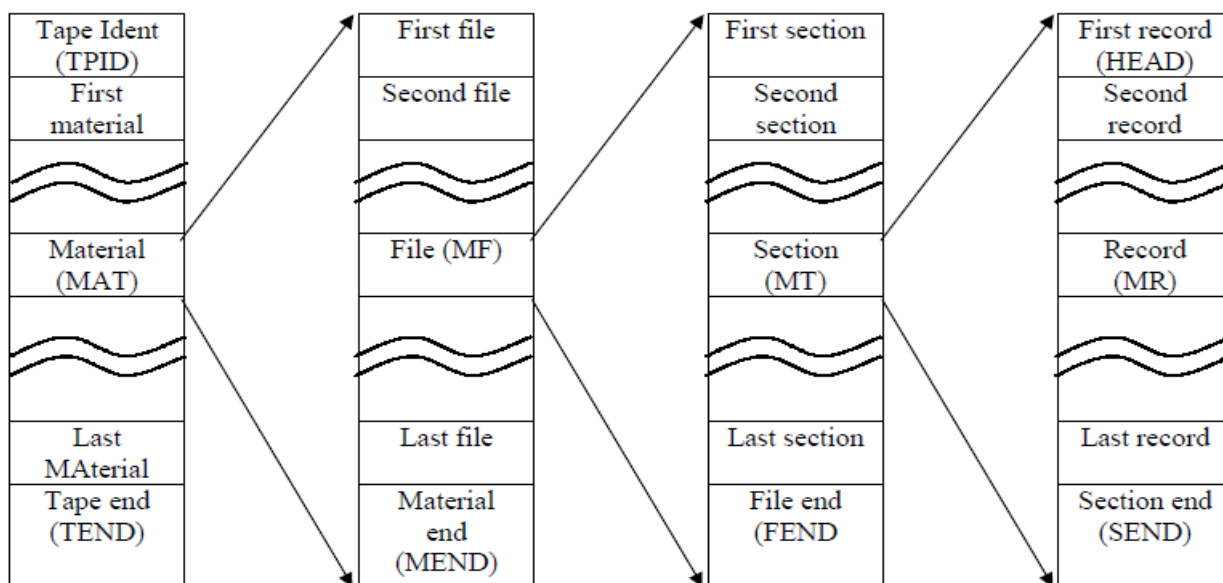 Tape Ident
(TPID)
First
material
Material
(MAT)
Last
MAterial
Tape end
(TEND)
First file
Second file
File (MF)
Last file
Material
end
(MEND)
First section
Second
section
Section
(MT)
Last section
File end
(FEND
First record
(HEAD)
Second
record
Record
(MR)
Last record
Section end
(SEND)